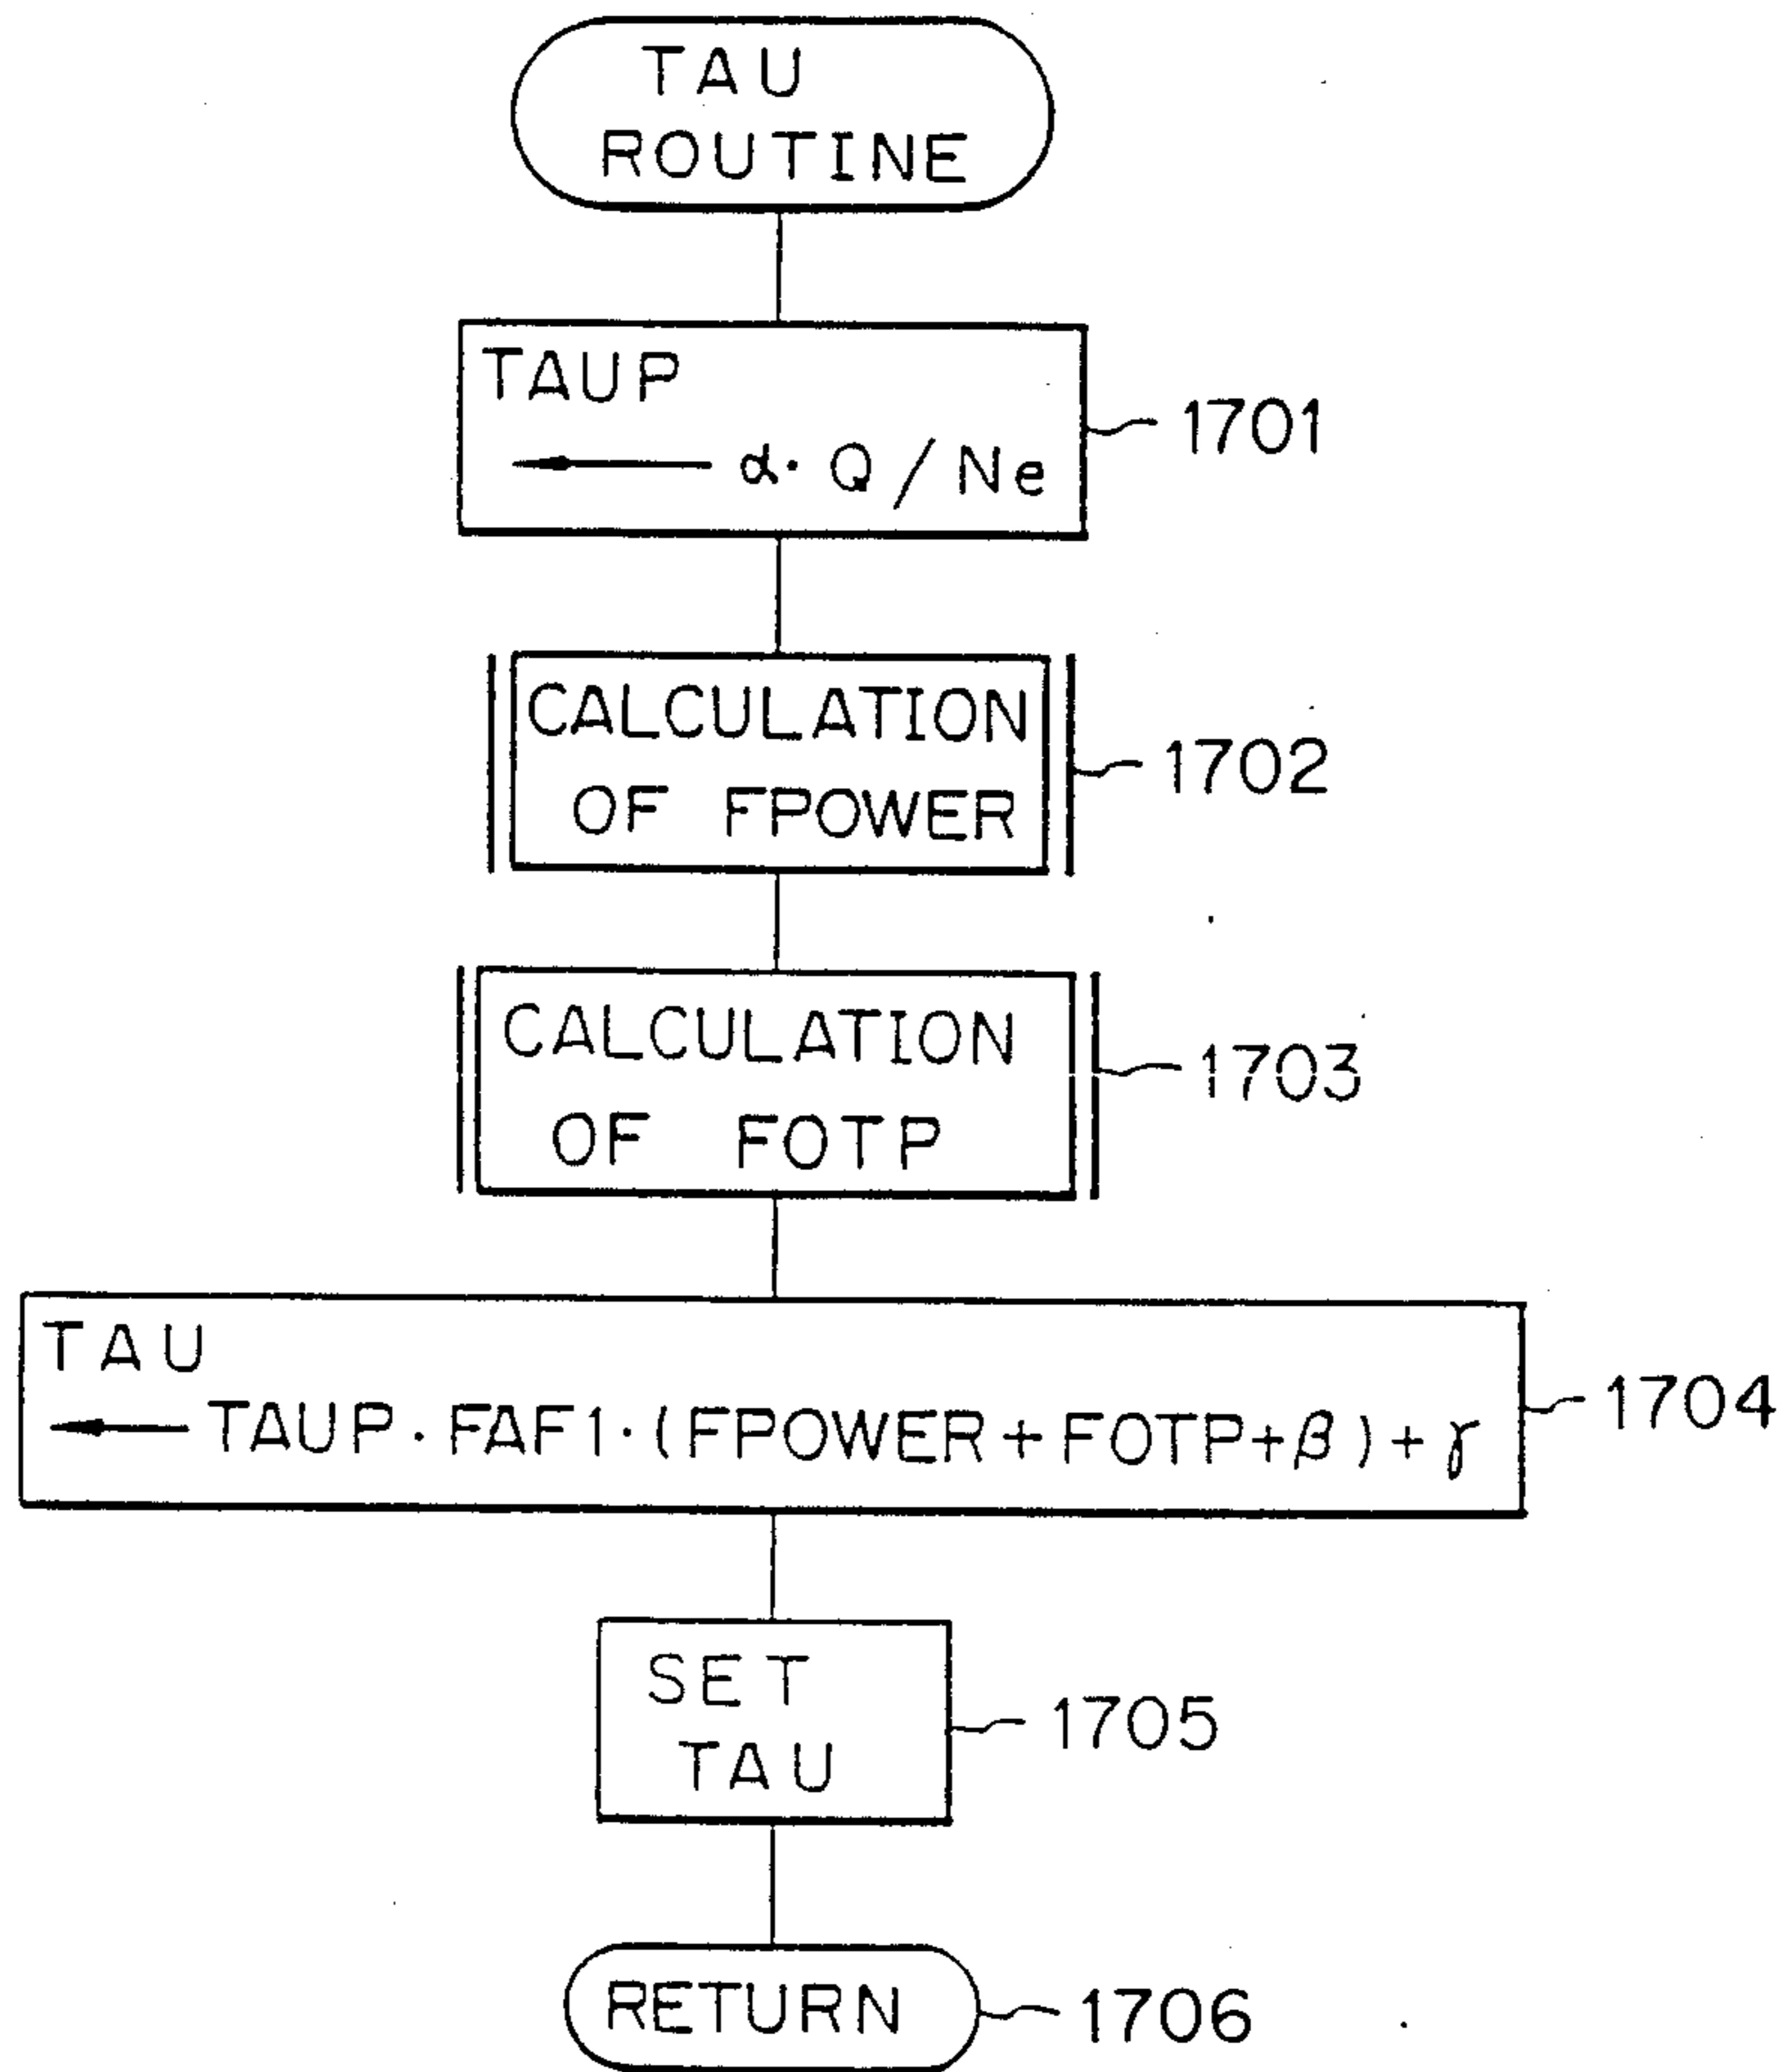 TAU
ROUTINE
TAUP
← α· Q / Ne
1701
CALCULATION
OF FPOWER
1702
CALCULATION
OF FOTP
1703
TAU
← TAUP·FAF1·(FPOWER+FOTP+β)+γ
1704
SET
TAU
1705
RETURN
1706